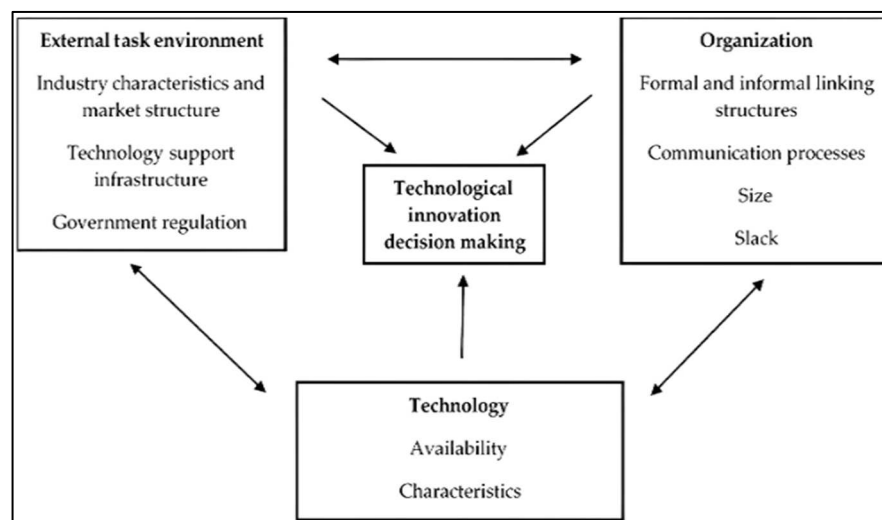 External task environment
Industry characteristics and
market structure
Technology support
infrastructure
Government regulation
Organization
Formal and informal linking
structures
Communication processes
Size
Slack
Technological
innovation
decision making
Technology
Availability
Characteristics